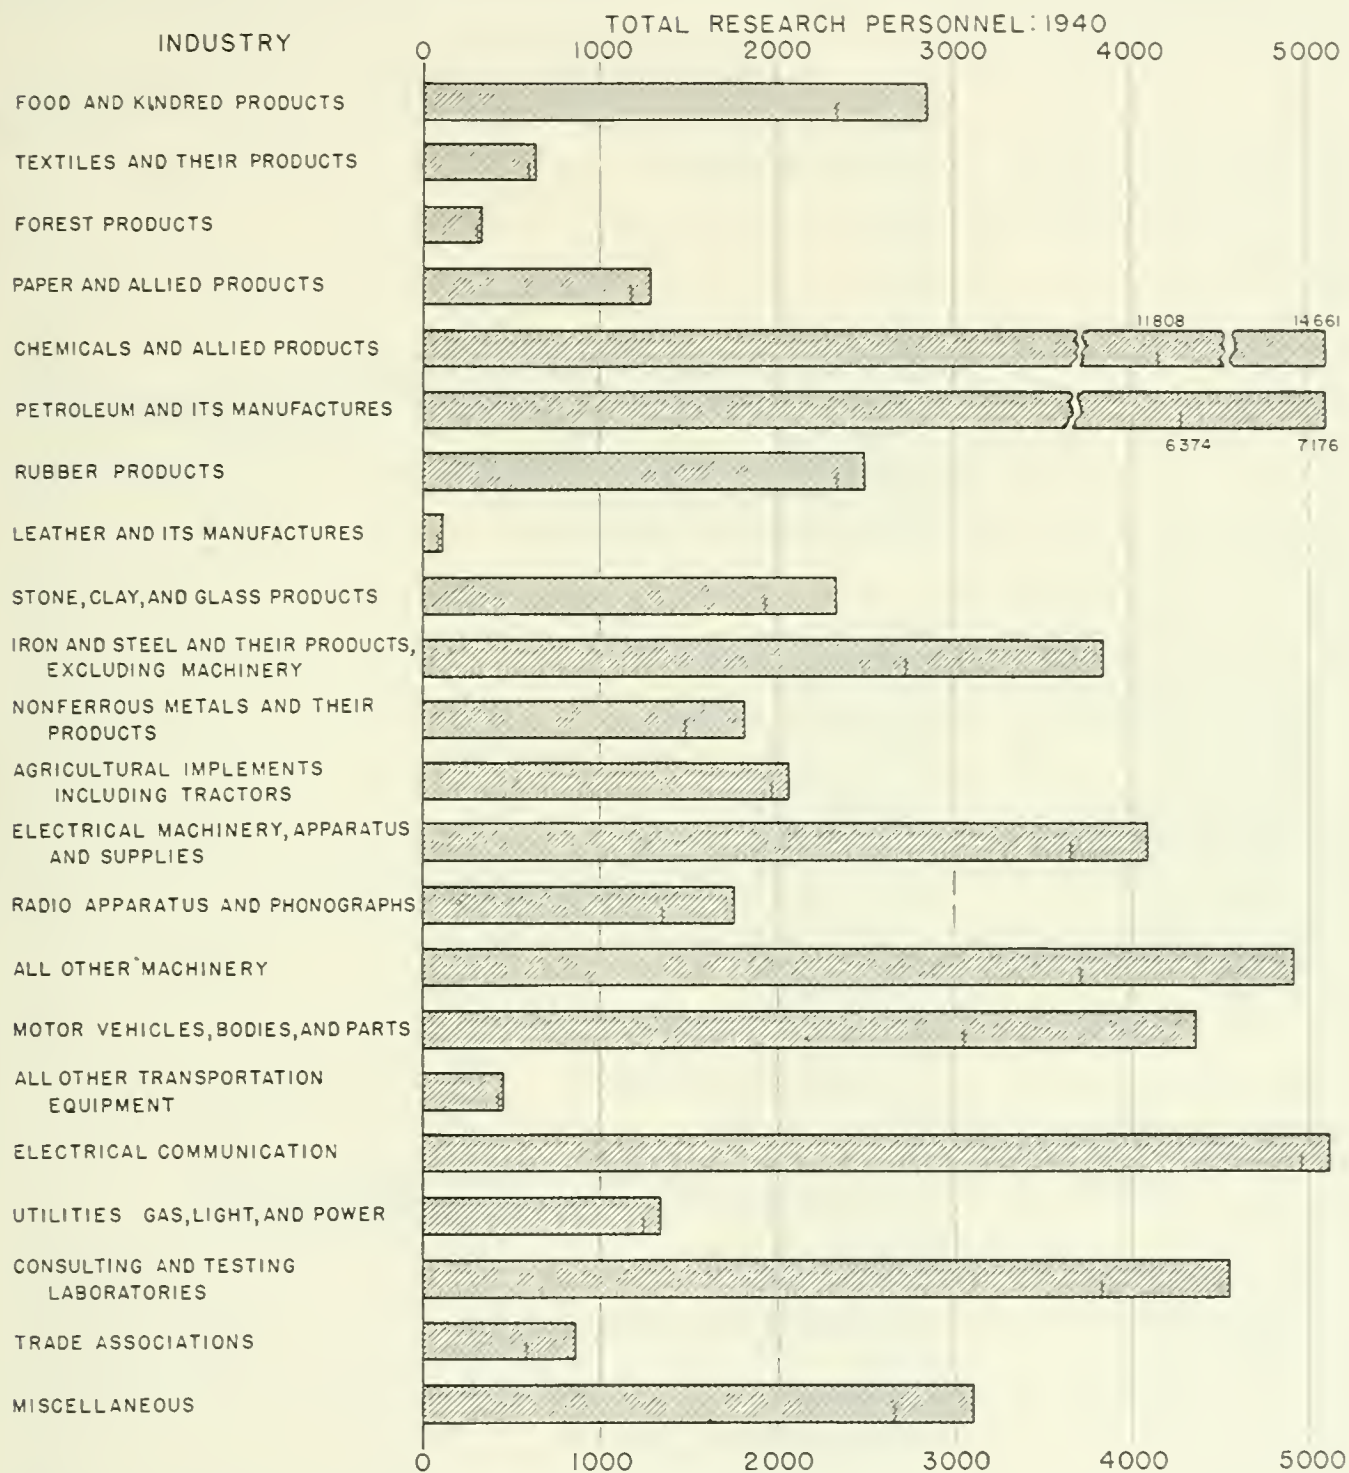 TOTAL RESEARCH PERSONNEL: 1940
INDUSTRY
0 1000 2000 3000 4000 5000
FOOD AND KINDRED PRODUCTS
TEXTILES AND THEIR PRODUCTS
FOREST PRODUCTS
PAPER AND ALLIED PRODUCTS
11808 14661
CHEMICALS AND ALLIED PRODUCTS
PETROLEUM AND ITS MANUFACTURES
6374 7176
RUBBER PRODUCTS
LEATHER AND ITS MANUFACTURES
STONE, CLAY, AND GLASS PRODUCTS
IRON AND STEEL AND THEIR PRODUCTS,
EXCLUDING MACHINERY
NONFERROUS METALS AND THEIR
PRODUCTS
AGRICULTURAL IMPLEMENTS
INCLUDING TRACTORS
ELECTRICAL MACHINERY, APPARATUS
AND SUPPLIES
RADIO APPARATUS AND PHONOGRAPHS
ALL OTHER MACHINERY
MOTOR VEHICLES, BODIES, AND PARTS
ALL OTHER TRANSPORTATION
EQUIPMENT
ELECTRICAL COMMUNICATION
UTILITIES GAS, LIGHT, AND POWER
CONSULTING AND TESTING
LABORATORIES
TRADE ASSOCIATIONS
MISCELLANEOUS
0 1000 2000 3000 4000 5000